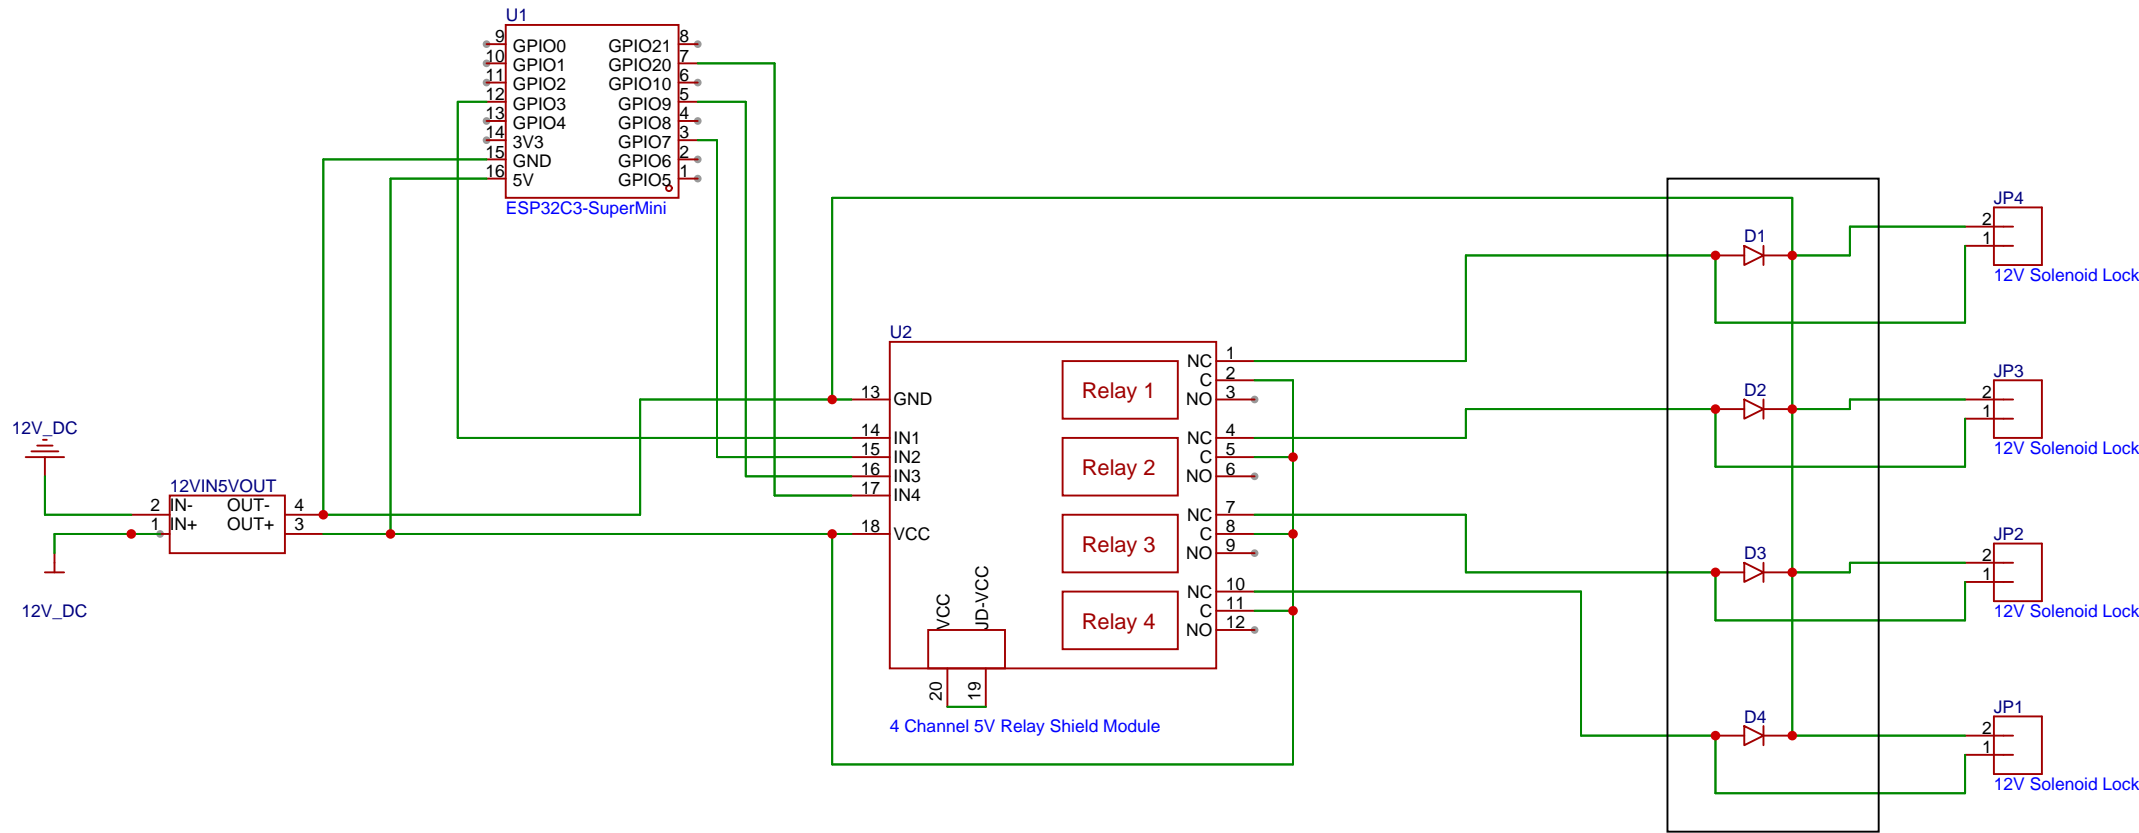 U1
9 GPIO0 GPIO21 8
10 GPIO1 GPIO20 7
11 GPIO2 GPIO10 6
12 GPIO3 GPIO9 5
13 GPIO4 GPIO8 4
14 3V3 GPIO7 3
15 GND GPIO6 2
16 5V GPIO5 1
ESP32C3-SuperMini
12V_DC
12VIN5VOUT
2 IN- OUT- 4
1 IN+ OUT+ 3
12V_DC
U2
13 GND
14 IN1
15 IN2
16 IN3
17 IN4
18 VCC
Relay 1
NC 1
C 2
NO 3
Relay 2
NC 4
C 5
NO 6
Relay 3
NC 7
C 8
NO 9
Relay 4
NC 10
C 11
NO 12
VCC
JD-VCC
20
19
4 Channel 5V Relay Shield Module
D1
D2
D3
D4
JP4
2
1
12V Solenoid Lock
JP3
2
1
12V Solenoid Lock
JP2
2
1
12V Solenoid Lock
JP1
2
1
12V Solenoid Lock